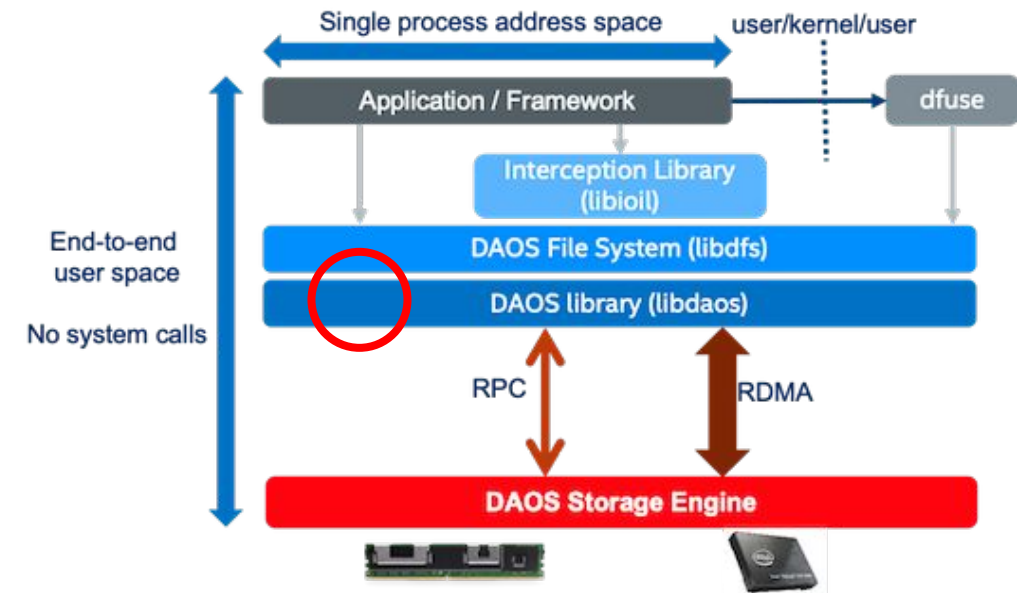 Single process address space
user/kernel/user
Application / Framework
dfuse
Interception Library
(libioil)
End-to-end
user space
No system calls
DAOS File System (libdfs)
DAOS library (libdaos)
RPC
RDMA
DAOS Storage Engine